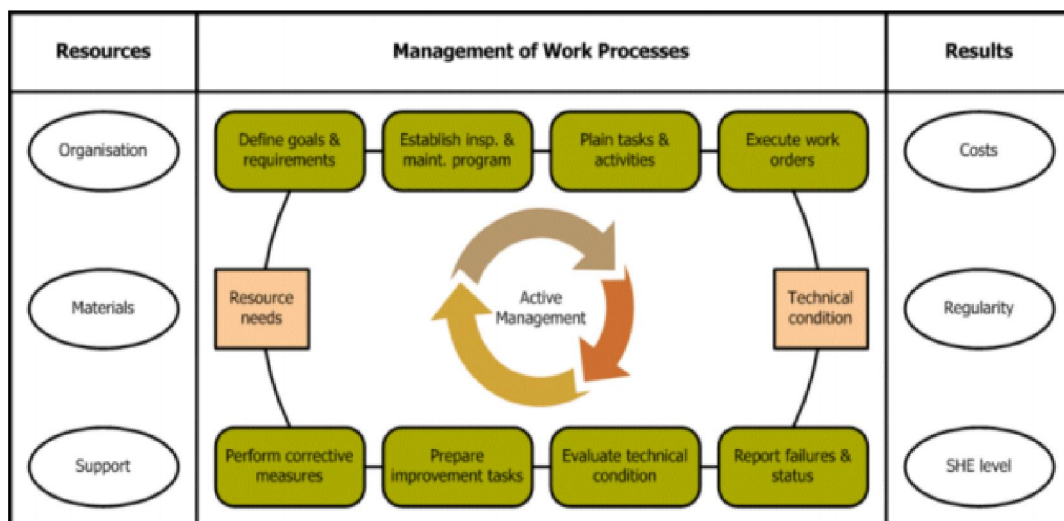 Resources
Management of Work Processes
Results
Organisation
Define goals &
requirements
Establish insp. &
maint. program
Plain tasks &
activities
Execute work
orders
Costs
Materials
Resource
needs
Active
Management
Technical
condition
Regularity
Support
Perform corrective
measures
Prepare
improvement tasks
Evaluate technical
condition
Report failures &
status
SHE level